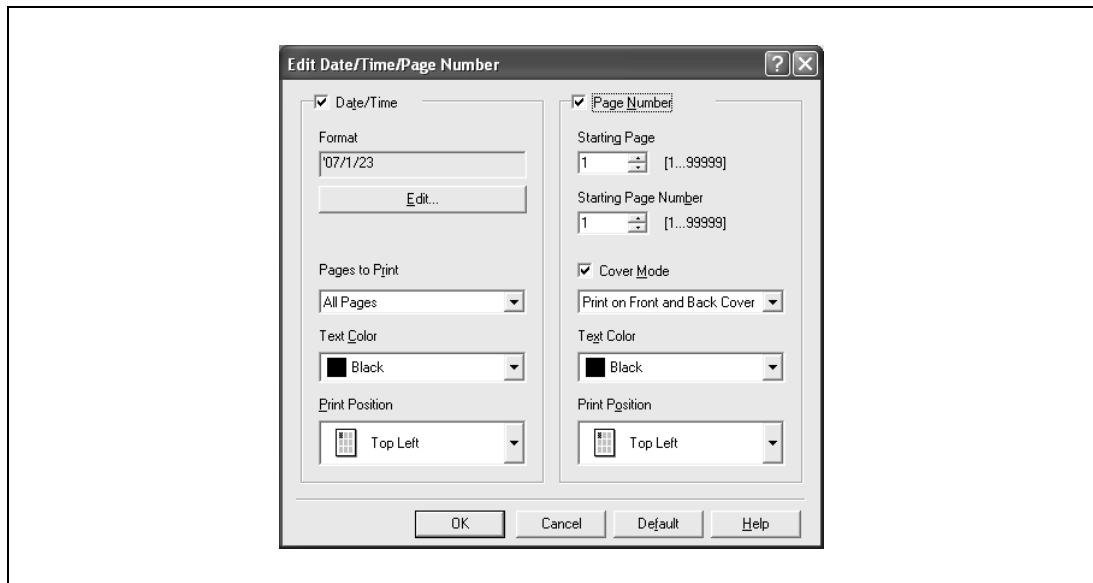 Edit Date/Time/Page Number
Date/Time
Format
'07/1/23
Edit...
Pages to Print
All Pages
Text Color
Black
Print Position
Top Left
Page Number
Starting Page
1 [1...99999]
Starting Page Number
1 [1...99999]
Cover Mode
Print on Front and Back Cover
Text Color
Black
Print Position
Top Left
OK Cancel Default Help